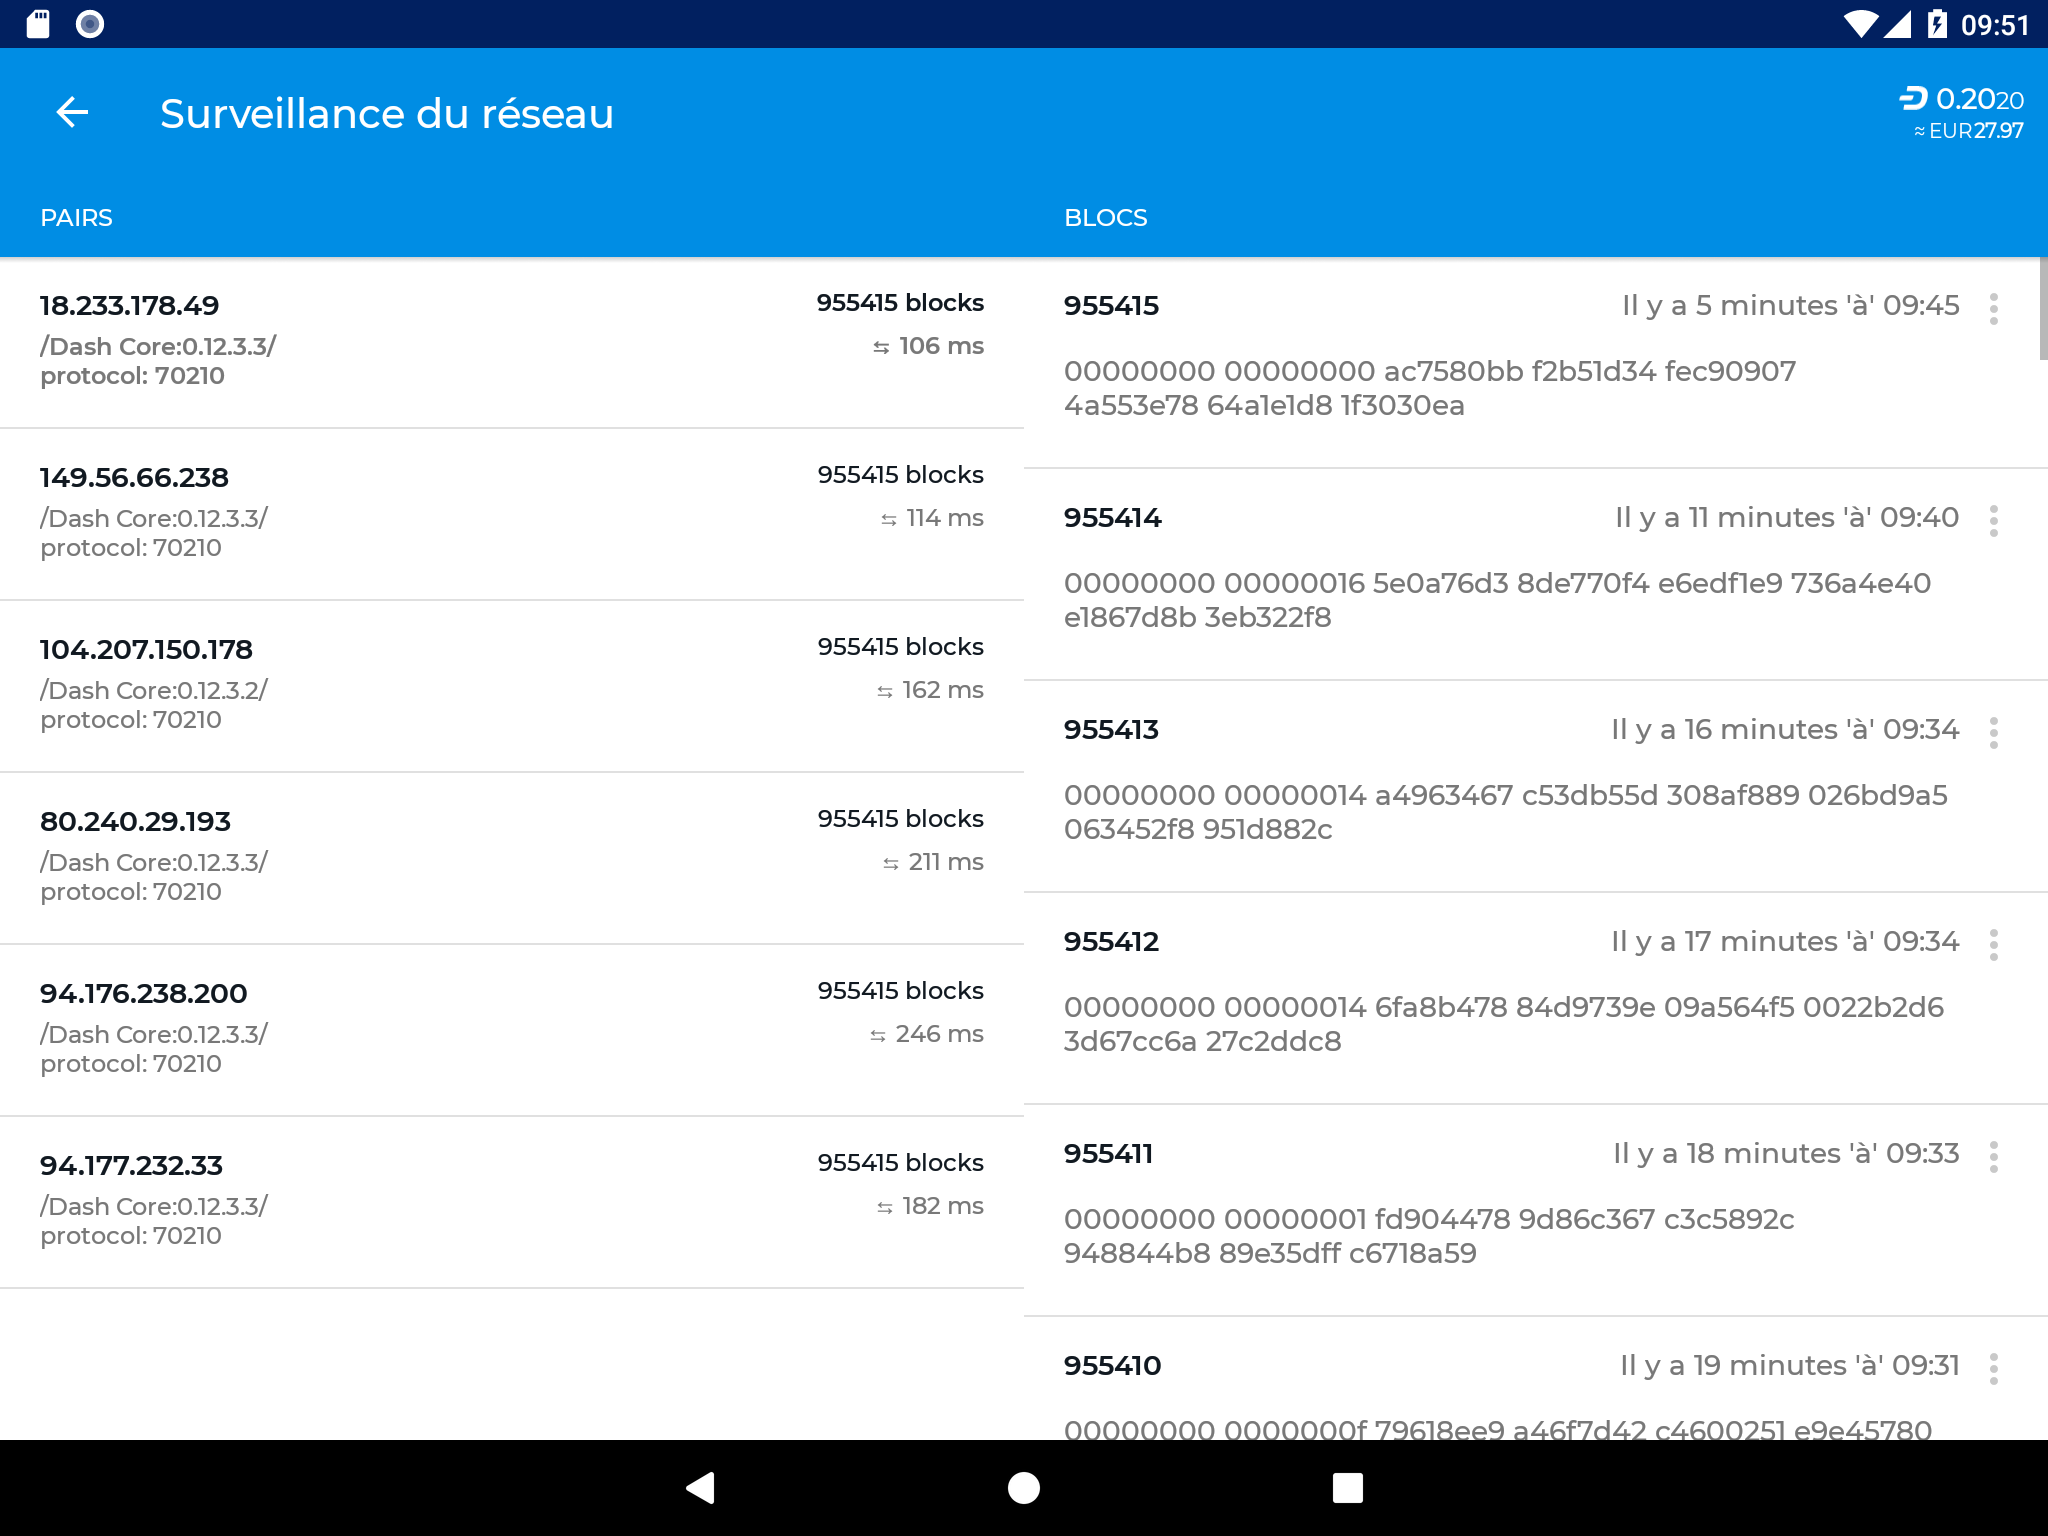 09:51
Surveillance du réseau
0.2020
≈ EUR 27.97
PAIRS
18.233.178.49
955415 blocks
/Dash Core:0.12.3.3/
⇆ 106 ms
protocol: 70210
149.56.66.238
955415 blocks
/Dash Core:0.12.3.3/
⇆ 114 ms
protocol: 70210
104.207.150.178
955415 blocks
/Dash Core:0.12.3.2/
⇆ 162 ms
protocol: 70210
80.240.29.193
955415 blocks
/Dash Core:0.12.3.3/
⇆ 211 ms
protocol: 70210
94.176.238.200
955415 blocks
/Dash Core:0.12.3.3/
⇆ 246 ms
protocol: 70210
94.177.232.33
955415 blocks
/Dash Core:0.12.3.3/
⇆ 182 ms
protocol: 70210
BLOCS
955415
Il y a 5 minutes 'à' 09:45
00000000 00000000 ac7580bb f2b51d34 fec90907
4a553e78 64a1e1d8 1f3030ea
955414
Il y a 11 minutes 'à' 09:40
00000000 00000016 5e0a76d3 8de770f4 e6edf1e9 736a4e40
e1867d8b 3eb322f8
955413
Il y a 16 minutes 'à' 09:34
00000000 00000014 a4963467 c53db55d 308af889 026bd9a5
063452f8 951d882c
955412
Il y a 17 minutes 'à' 09:34
00000000 00000014 6fa8b478 84d9739e 09a564f5 0022b2d6
3d67cc6a 27c2ddc8
955411
Il y a 18 minutes 'à' 09:33
00000000 00000001 fd904478 9d86c367 c3c5892c
948844b8 89e35dff c6718a59
955410
Il y a 19 minutes 'à' 09:31
00000000 0000000f 79618ee9 a46f7d42 c4600251 e9e45780